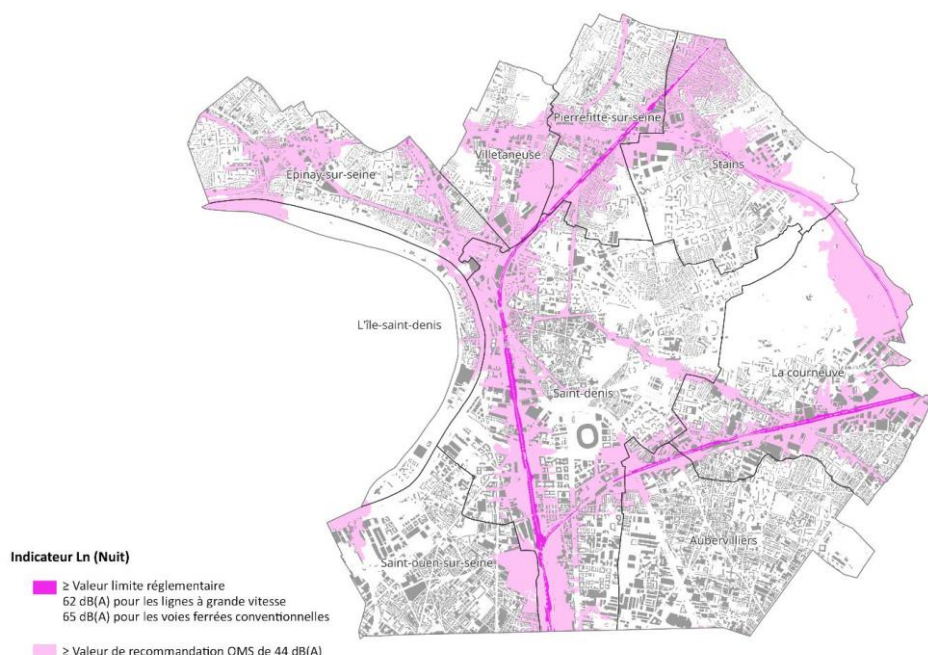 Pierrefitte-sur-seine
Villetaneuse
Stains
Epinay-sur-seine
L'île-saint-denis
La courneuve
Saint-denis
Aubervilliers
Saint-ouen-sur-seine
Indicateur Ln (Nuit)
≥ Valeur limite réglementaire
62 dB(A) pour les lignes à grande vitesse
65 dB(A) pour les voies ferrées conventionnelles
≥ Valeur de recommandation OMS de 44 dB(A)